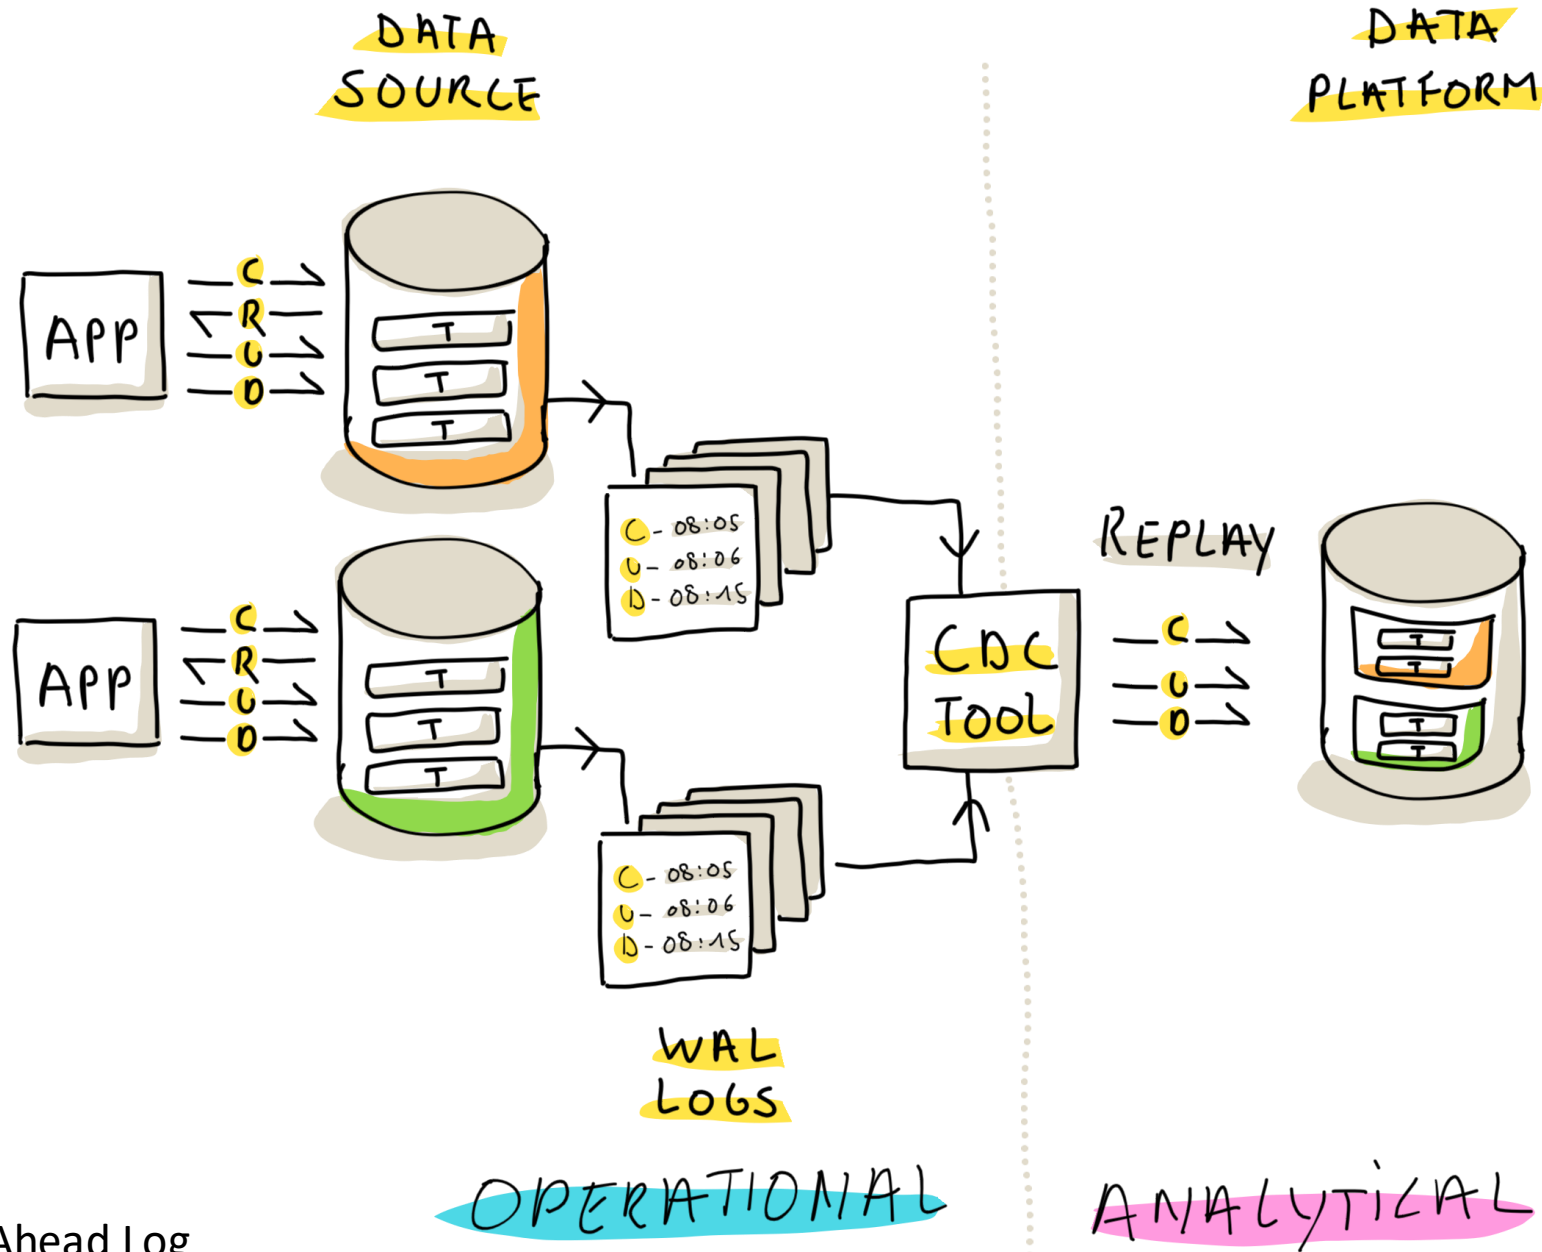 DATA
SOURCE
DATA
PLATFORM
APP
C
R
U
D
T
T
T
C - 08:05
U - 08:06
D - 08:15
APP
C
R
U
D
T
T
T
C - 08:05
U - 08:06
D - 08:15
WAL
LOGS
CDC
TOOL
REPLAY
C
U
D
T
T
T
T
OPERATIONAL
ANALYTICAL
Ahead Log